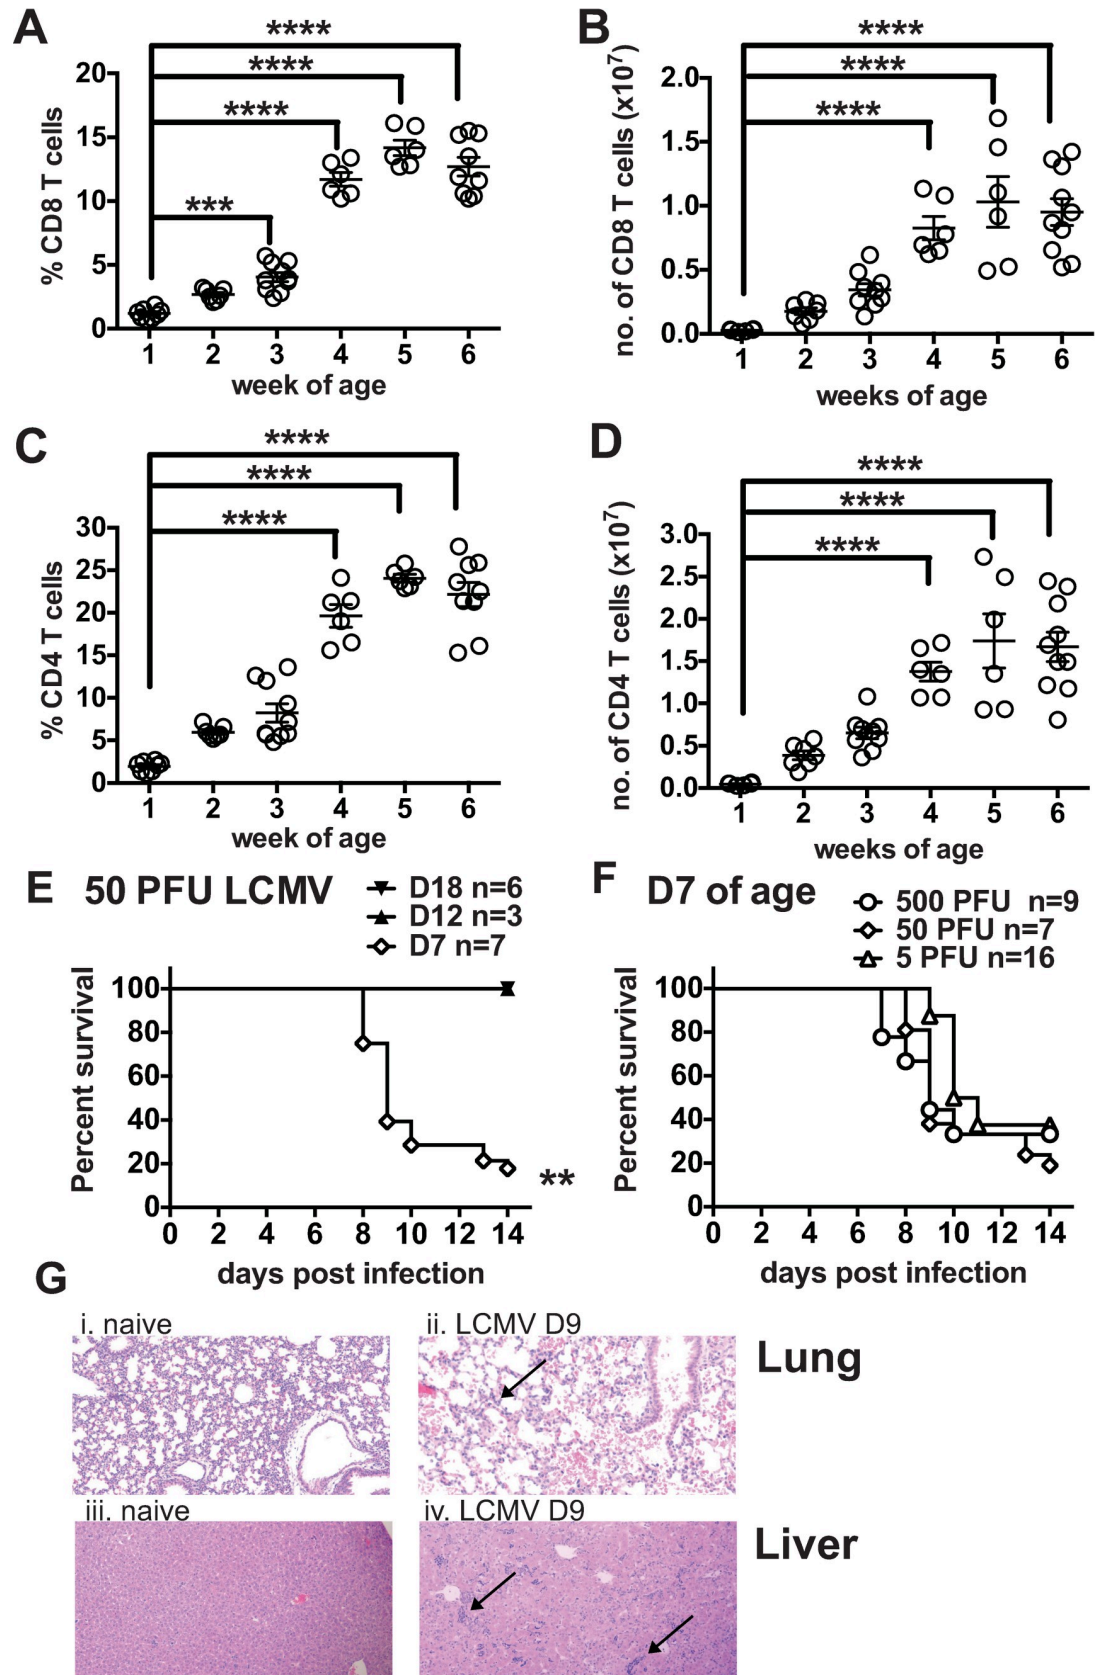 A
****
****
****
***
% CD8 T cells
20
15
10
5
0
1 2 3 4 5 6
week of age
B
****
****
****
no. of CD8 T cells (x10⁷)
2.0
1.5
1.0
0.5
0.0
1 2 3 4 5 6
weeks of age
C
****
****
****
% CD4 T cells
30
25
20
15
10
5
0
1 2 3 4 5 6
week of age
D
****
****
****
no. of CD4 T cells (x10⁷)
3.0
2.5
2.0
1.5
1.0
0.5
0.0
1 2 3 4 5 6
weeks of age
E 50 PFU LCMV
D18 n=6
D12 n=3
D7 n=7
Percent survival
100
80
60
40
20
0
**
0 2 4 6 8 10 12 14
days post infection
F D7 of age
500 PFU n=9
50 PFU n=7
5 PFU n=16
Percent survival
100
80
60
40
20
0
0 2 4 6 8 10 12 14
days post infection
G
i. naive
ii. LCMV D9
Lung
iii. naive
iv. LCMV D9
Liver